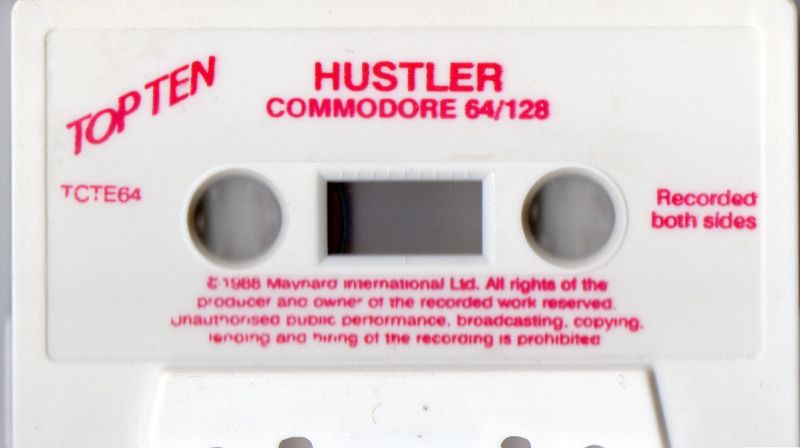 TOP TEN
HUSTLER
COMMODORE 64/128
TCTE64
Recorded
both sides
© 1988 Maynard International Ltd. All rights of the
producer and owner of the recorded work reserved.
Unauthorised public performance, broadcasting, copying,
lending and hiring of the recording is prohibited